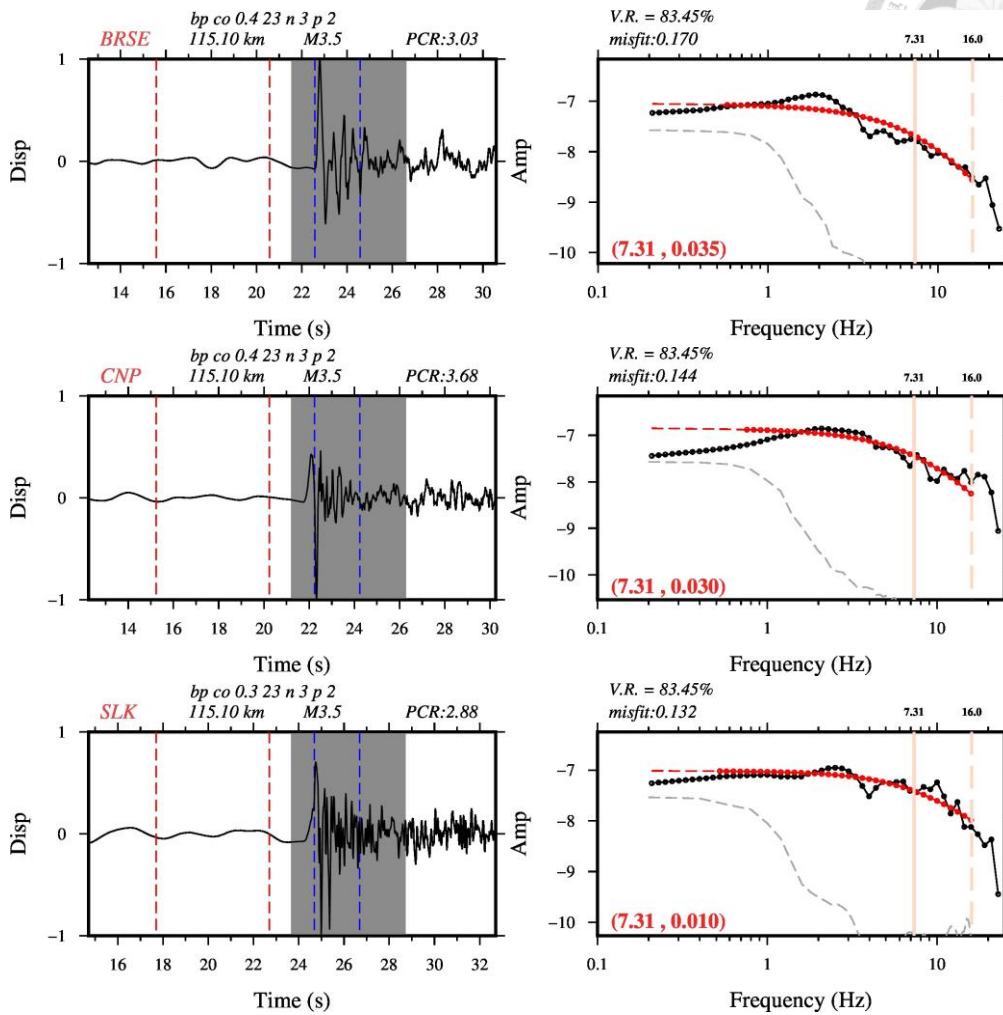 bp co 0.4 23 n 3 p 2
BRSE 115.10 km M3.5 PCR:3.03
V.R. = 83.45%
misfit:0.170 7.31 16.0
Disp
1
0
-1
14 16 18 20 22 24 26 28 30
Time (s)
Amp
-7
-8
-9
-10
(7.31 , 0.035)
0.1 1 10
Frequency (Hz)
bp co 0.4 23 n 3 p 2
CNP 115.10 km M3.5 PCR:3.68
V.R. = 83.45%
misfit:0.144 7.31 16.0
Disp
1
0
-1
14 16 18 20 22 24 26 28 30
Time (s)
Amp
-7
-8
-9
-10
(7.31 , 0.030)
0.1 1 10
Frequency (Hz)
bp co 0.3 23 n 3 p 2
SLK 115.10 km M3.5 PCR:2.88
V.R. = 83.45%
misfit:0.132 7.31 16.0
Disp
1
0
-1
16 18 20 22 24 26 28 30 32
Time (s)
Amp
-7
-8
-9
-10
(7.31 , 0.010)
0.1 1 10
Frequency (Hz)